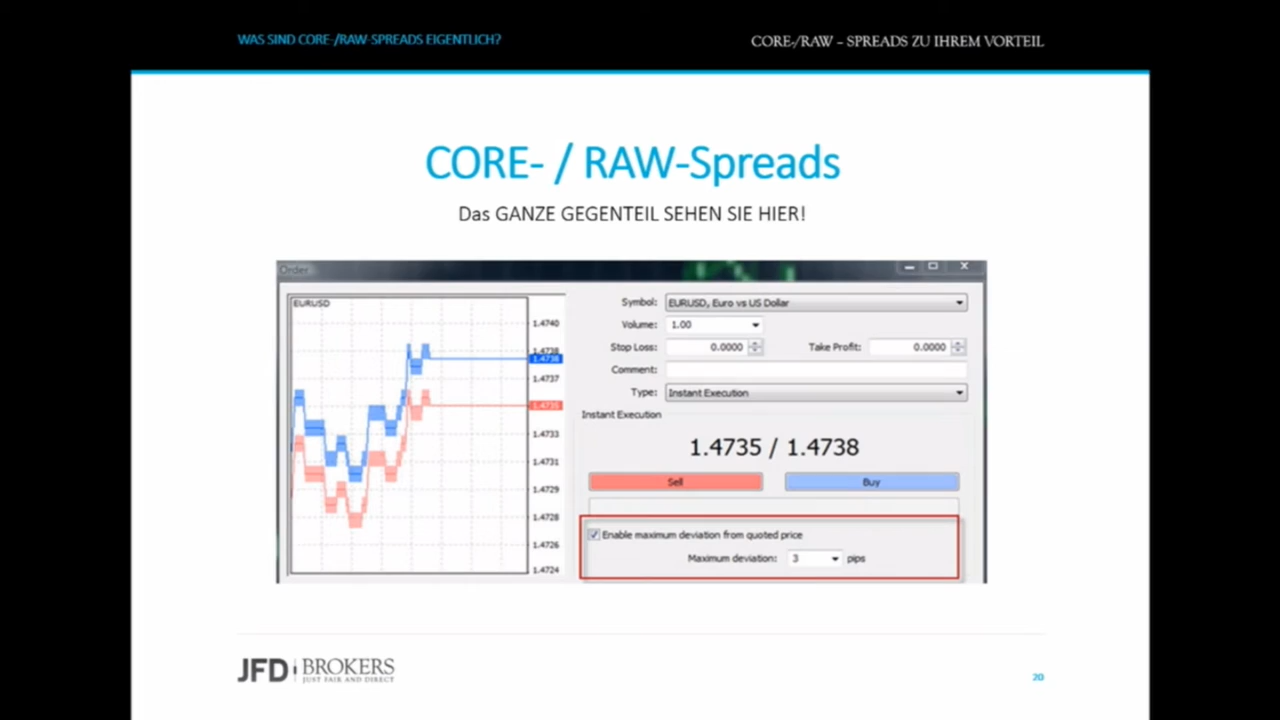 WAS SIND CORE-/RAW-SPREADS EIGENTLICH?
CORE-/RAW – SPREADS ZU IHREM VORTEIL
CORE- / RAW-Spreads
Das GANZE GEGENTEIL SEHEN SIE HIER!
Order
EURUSD
1.4740
1.4738
1.4738
1.4737
1.4735
1.4733
1.4731
1.4729
1.4728
1.4726
1.4724
Symbol: EURUSD, Euro vs US Dollar
Volume: 1.00
Stop Loss: 0.0000 Take Profit: 0.0000
Comment:
Type: Instant Execution
Instant Execution
1.4735 / 1.4738
Sell Buy
Enable maximum deviation from quoted price
Maximum deviation: 3 pips
JFD BROKERS
JUST FAIR AND DIRECT
20